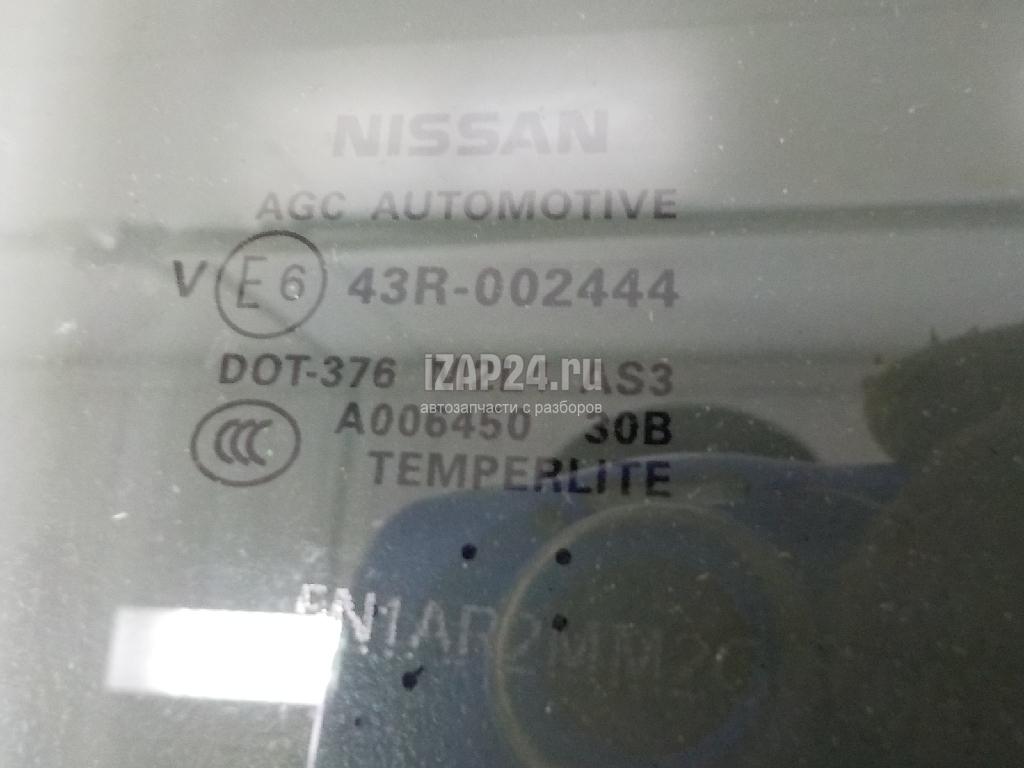 NISSAN
AGC AUTOMOTIVE
V E6 43R-002444
DOT-376 AS3
iZAP24.ru
автозапчасти с разборов
A006450 30B
TEMPERLITE